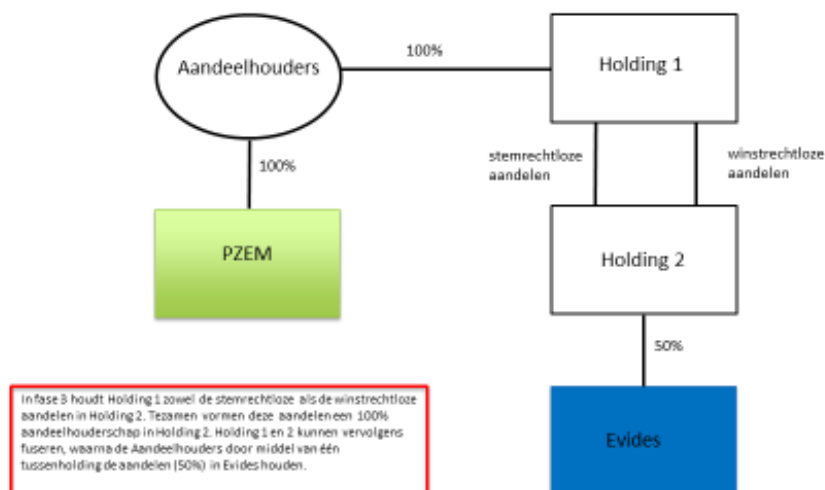 Aandeelhouders
100%
Holding 1
100%
stemrechtloze
aandelen
winstrechtloze
aandelen
PZEM
Holding 2
50%
In fase 3 houdt Holding 1 zowel de stemrechtloze als de winstrechtloze
aandelen in Holding 2. Tezamen vormen deze aandelen een 100%
aandeelhouderschap in Holding 2. Holding 1 en 2 kunnen vervolgens
fuseren, waarna de Aandeelhouders door middel van één
tussenholding de aandelen (50%) in Evides houden.
Evides